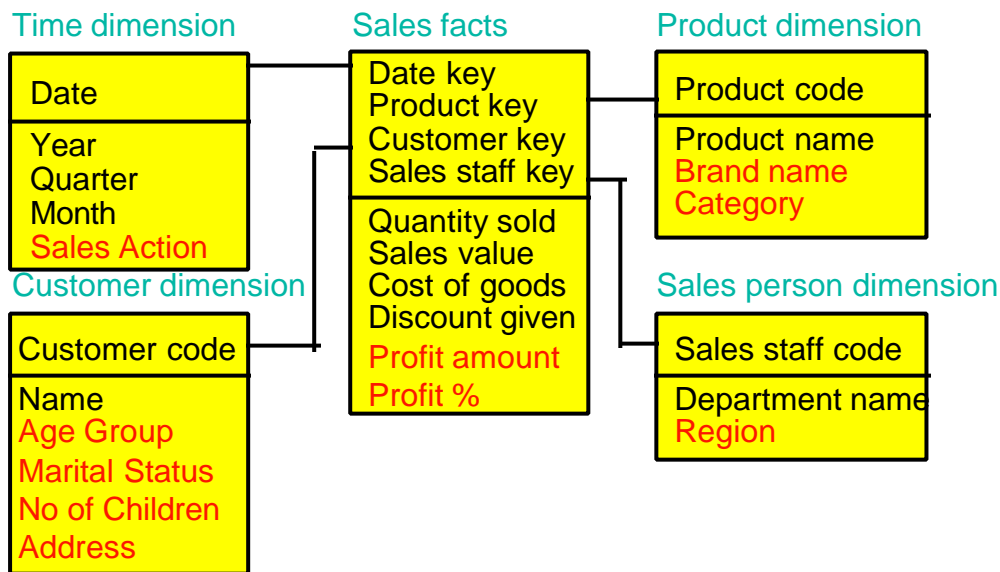 Time dimension
Date
Year
Quarter
Month
Sales Action
Customer dimension
Customer code
Name
Age Group
Marital Status
No of Children
Address
Sales facts
Date key
Product key
Customer key
Sales staff key
Quantity sold
Sales value
Cost of goods
Discount given
Profit amount
Profit %
Product dimension
Product code
Product name
Brand name
Category
Sales person dimension
Sales staff code
Department name
Region